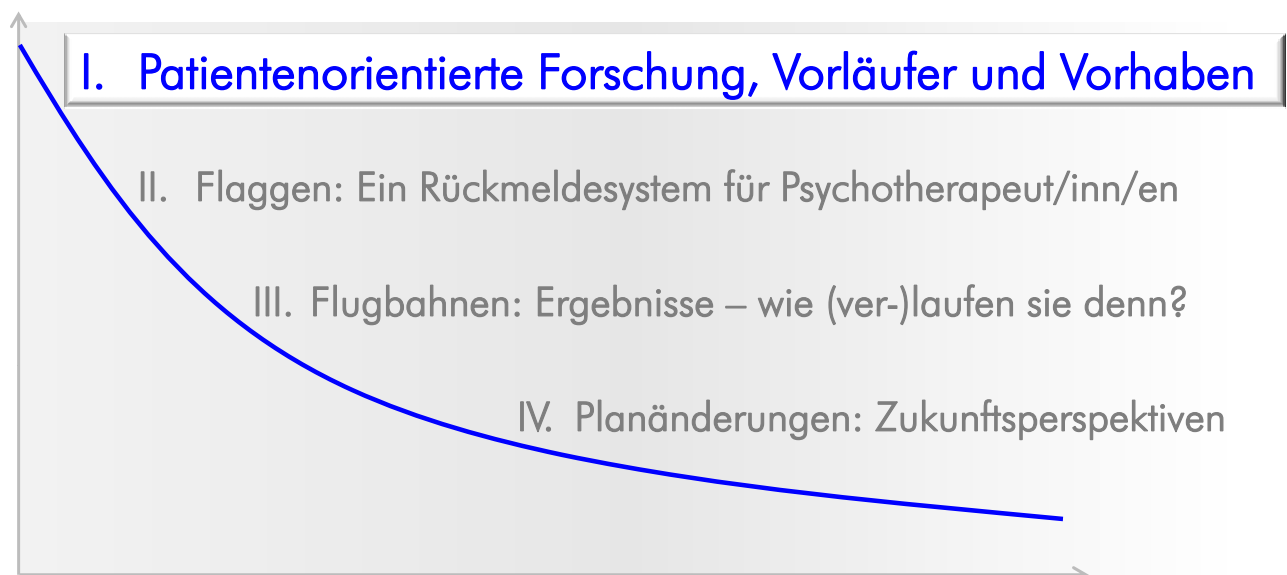 I. Patientenorientierte Forschung, Vorläufer und Vorhaben
II. Flaggen: Ein Rückmeldesystem für Psychotherapeut/inn/en
III. Flugbahnen: Ergebnisse – wie (ver-)laufen sie denn?
IV. Planänderungen: Zukunftsperspektiven